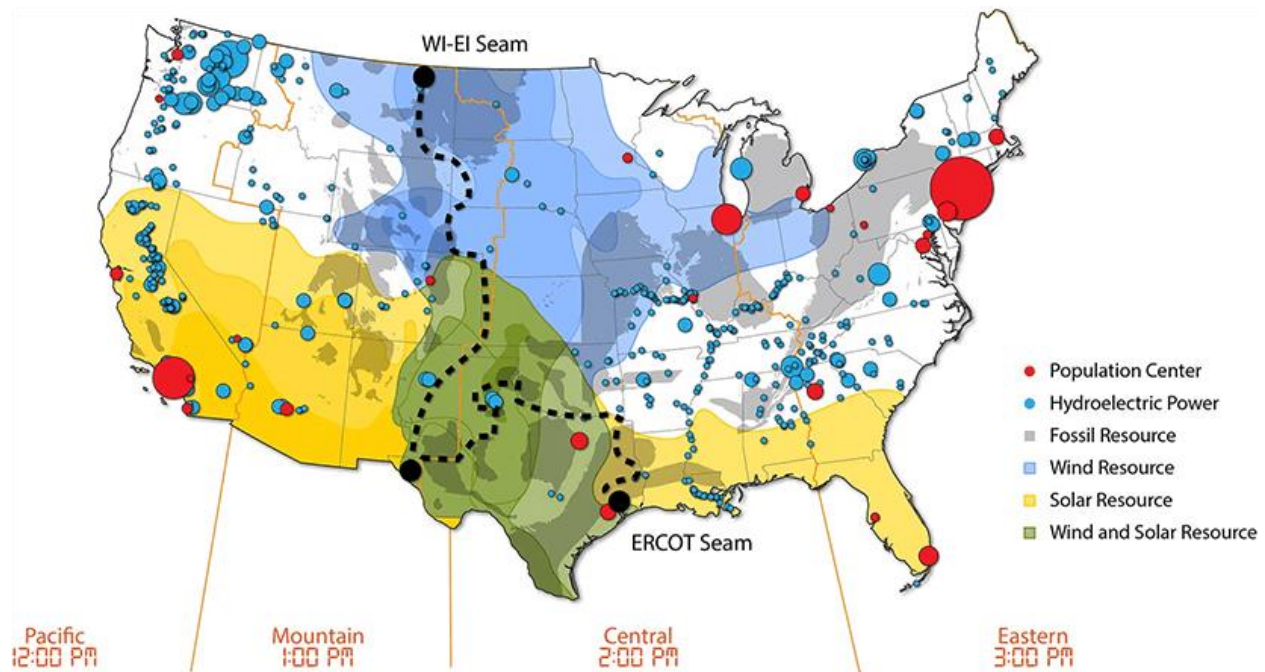 WI-EI Seam
Population Center
Hydroelectric Power
Fossil Resource
Wind Resource
Solar Resource
Wind and Solar Resource
ERCOT Seam
Pacific
12:00 PM
Mountain
1:00 PM
Central
2:00 PM
Eastern
3:00 PM